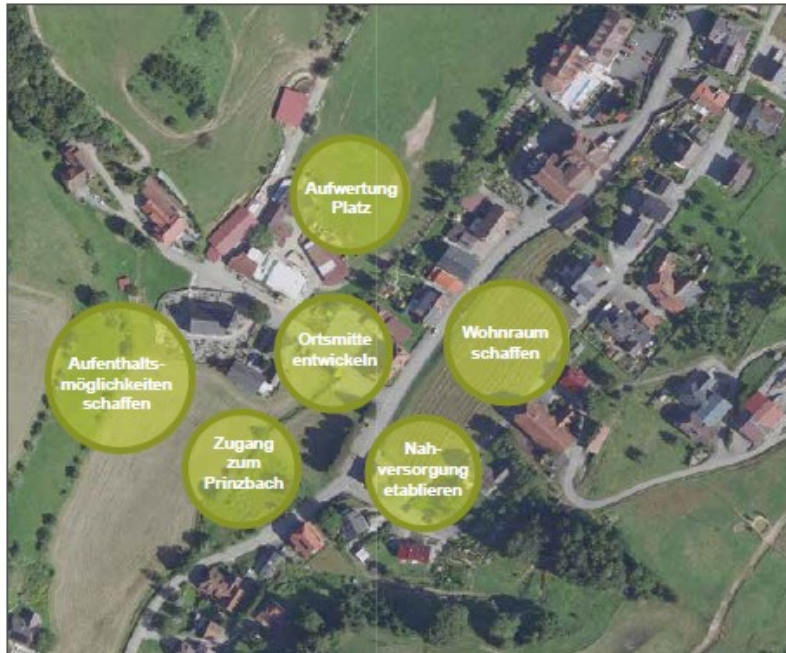 Aufwertung
Platz
Ortsmitte
entwickeln
Wohnraum
schaffen
Aufenthalts-
möglichkeiten
schaffen
Zugang
zum
Prinzbach
Nah-
versorgung
etablieren